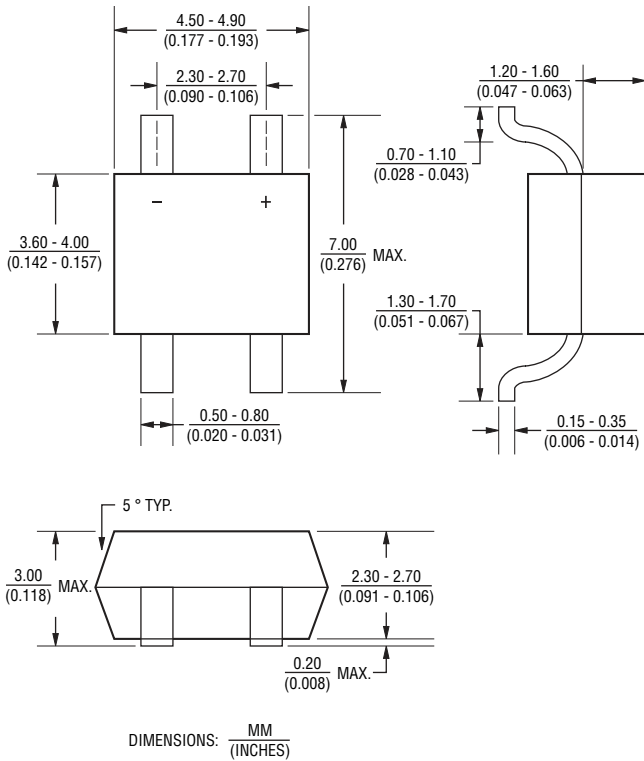 4.50 - 4.90
(0.177 - 0.193)
2.30 - 2.70
(0.090 - 0.106)
1.20 - 1.60
(0.047 - 0.063)
0.70 - 1.10
(0.028 - 0.043)
- +
3.60 - 4.00
(0.142 - 0.157)
7.00
(0.276) MAX.
1.30 - 1.70
(0.051 - 0.067)
0.50 - 0.80
(0.020 - 0.031)
0.15 - 0.35
(0.006 - 0.014)
5 ° TYP.
3.00
(0.118) MAX.
2.30 - 2.70
(0.091 - 0.106)
0.20
(0.008) MAX.
DIMENSIONS: MM
(INCHES)